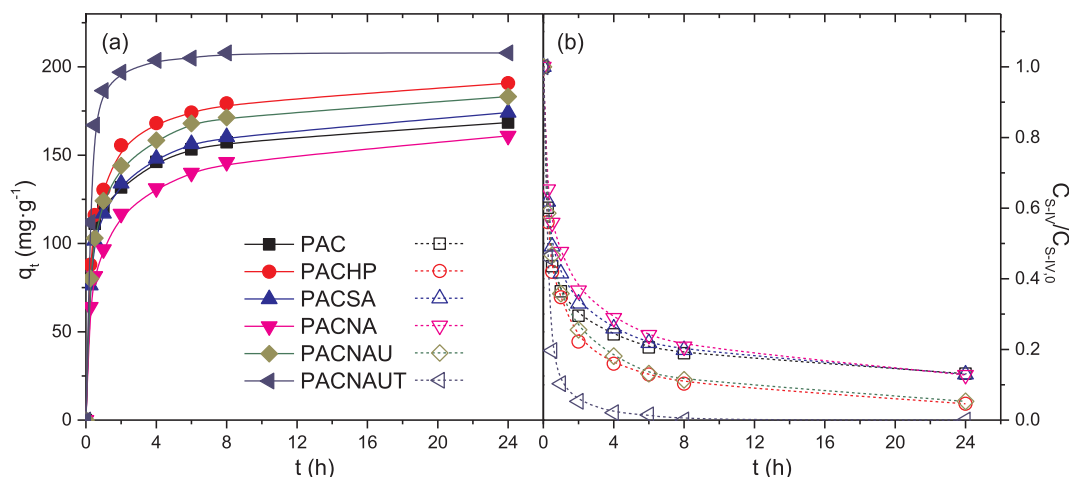 (a)
(b)
200
150
100
50
0
q_t (mg·g⁻¹)
0 4 8 12 16 20 24
t (h)
PAC
PACHP
PACSA
PACNA
PACNAU
PACNAUT
1.0
0.8
0.6
0.4
0.2
0.0
C_S-IV/C_S-IV,0
0 4 8 12 16 20 24
t (h)